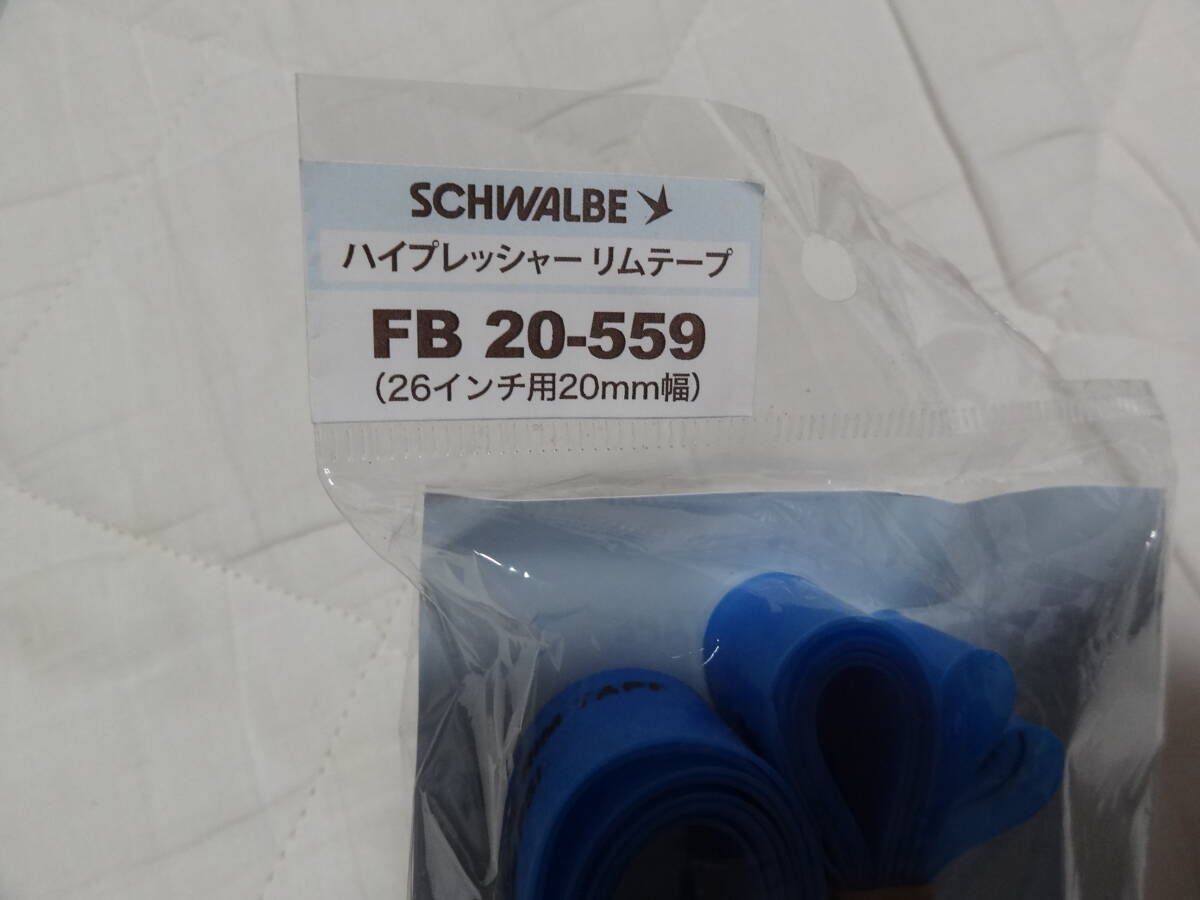 SCHWALBE
ハイプレッシャー リムテープ
FB 20-559
(26インチ用20mm幅)
TAPE